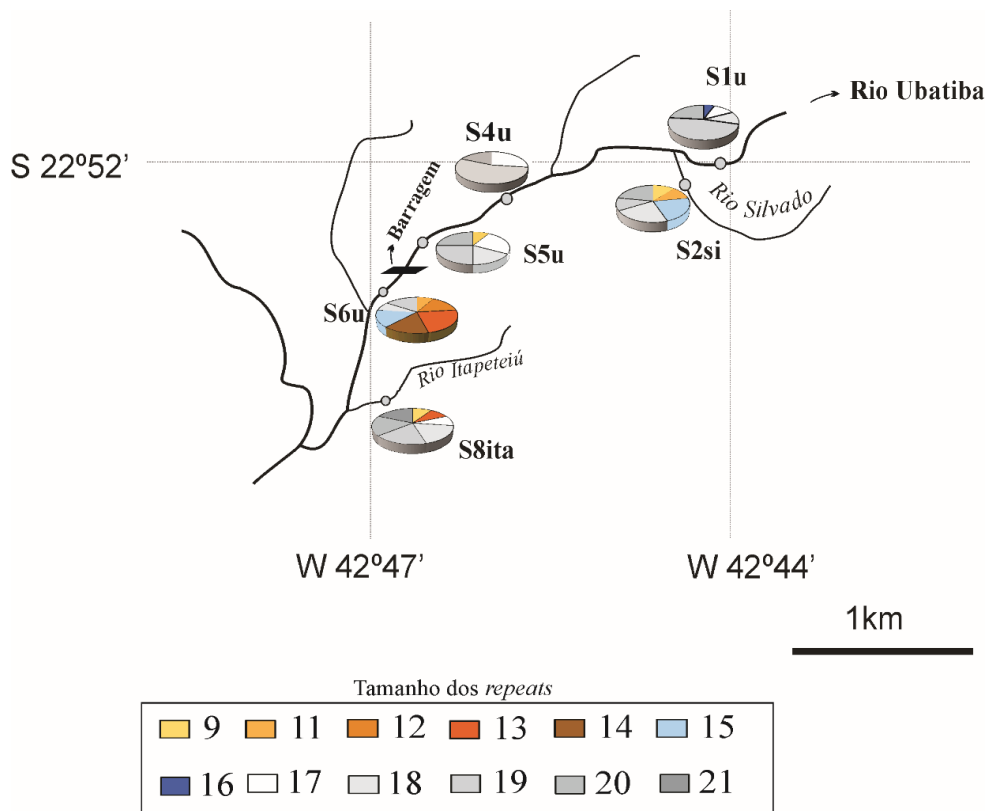 S1u
Rio Ubatiba
S4u
S 22º52’
Barragem
Rio Silvado
S5u
S2si
S6u
Rio Itapeteiú
S8ita
W 42º47’
W 42º44’
1km
Tamanho dos repeats
9 11 12 13 14 15
16 17 18 19 20 21